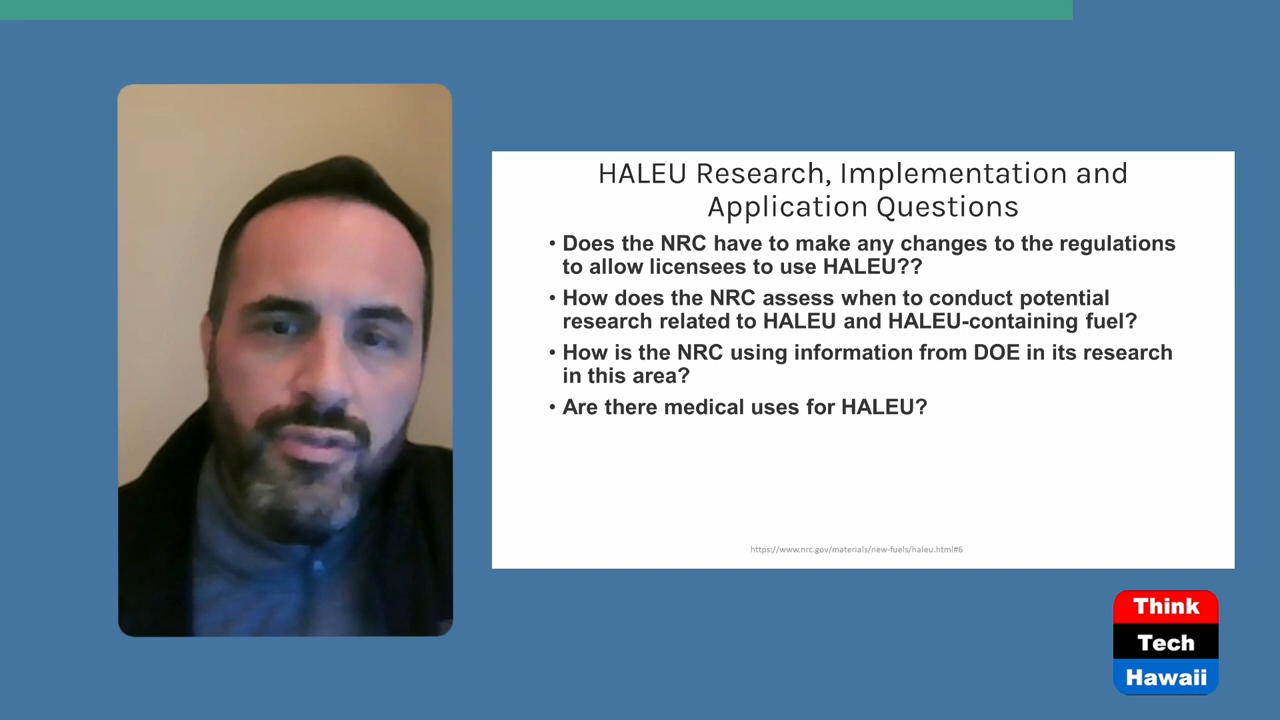 HALEU Research, Implementation and
Application Questions
• Does the NRC have to make any changes to the regulations
to allow licensees to use HALEU??
• How does the NRC assess when to conduct potential
research related to HALEU and HALEU-containing fuel?
• How is the NRC using information from DOE in its research
in this area?
• Are there medical uses for HALEU?
https://www.nrc.gov/materials/new-fuels/haleu.html#6
Think
Tech
Hawaii